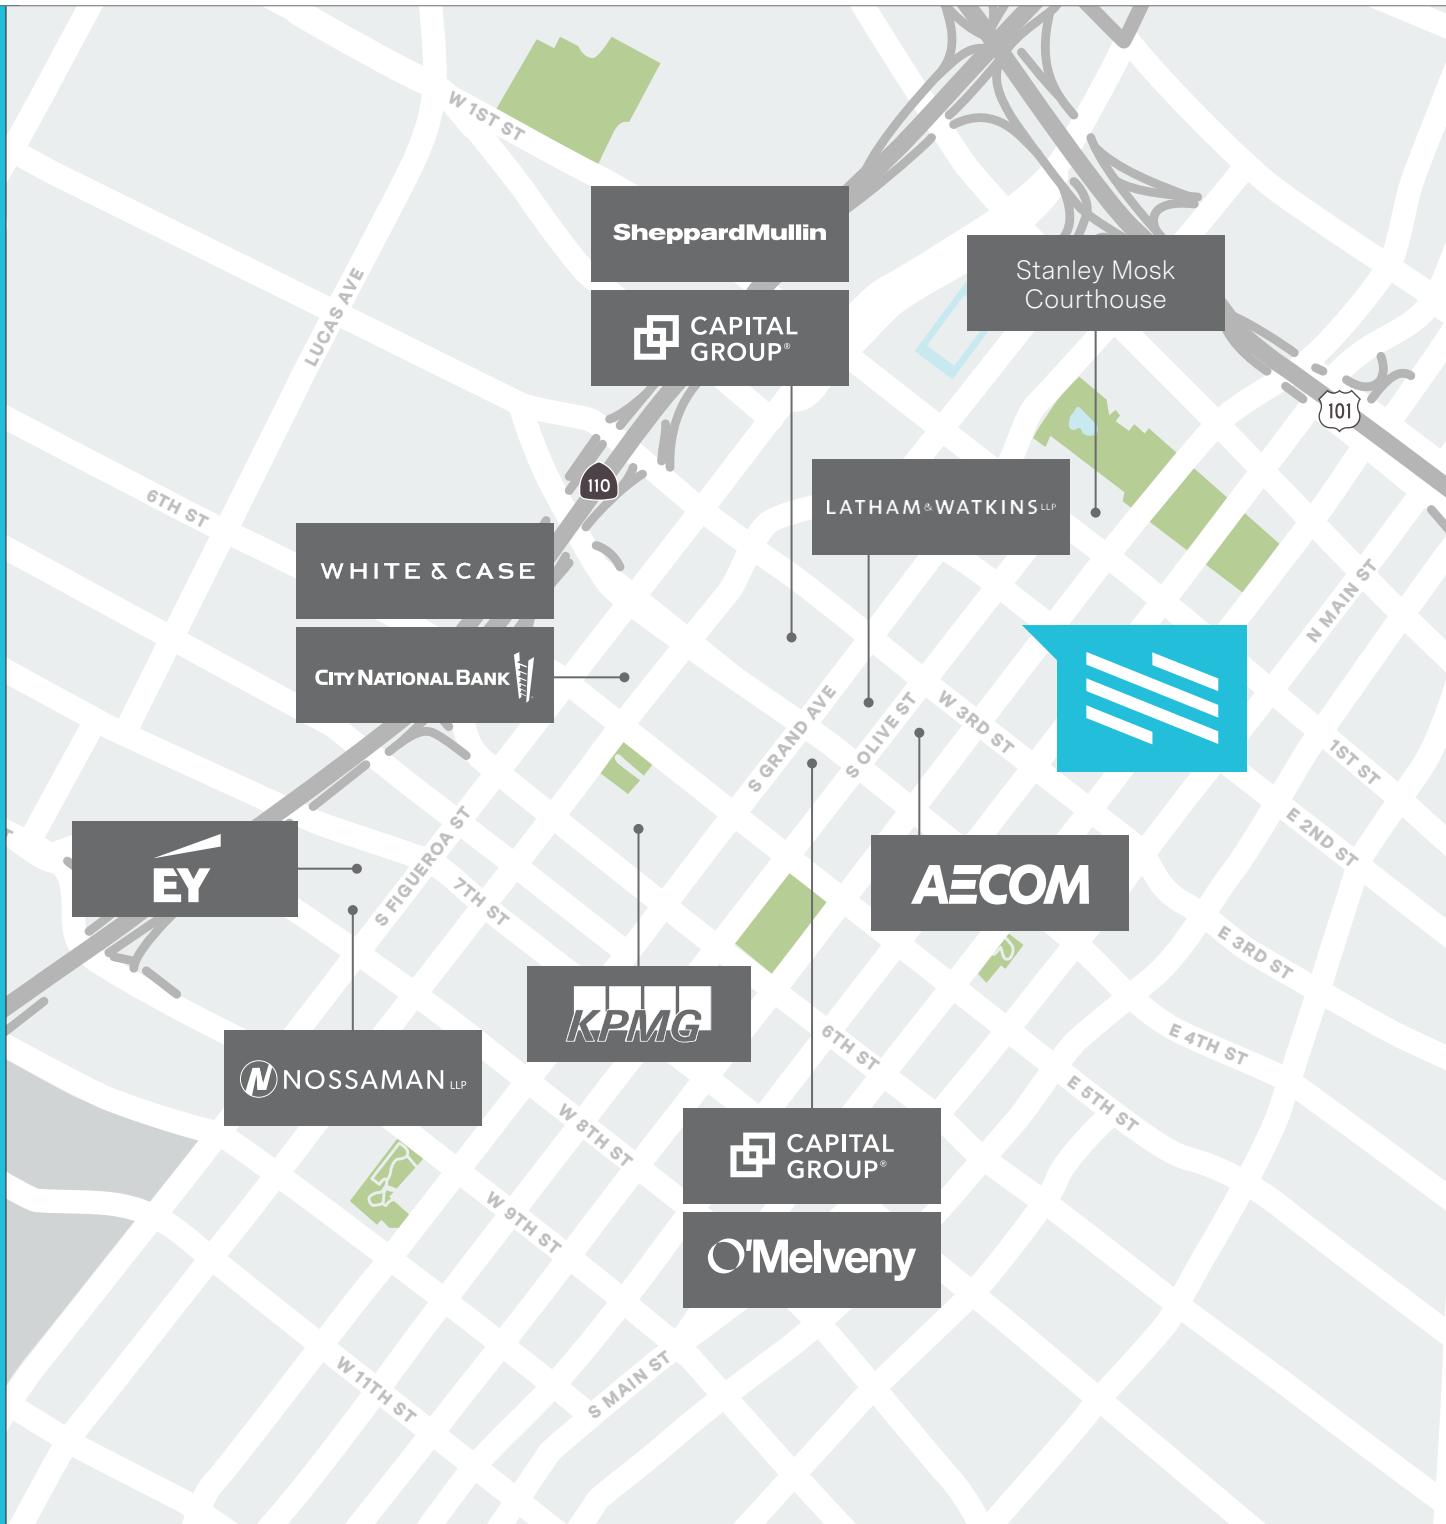 W 1ST ST
SheppardMullin
Stanley Mosk
Courthouse
CAPITAL
GROUP®
LUCAS AVE
101
110
6TH ST
LATHAM&WATKINS LLP
WHITE & CASE
N MAIN ST
CITY NATIONAL BANK
S GRAND AVE
S OLIVE ST
W 3RD ST
1ST ST
E 2ND ST
S FIGUEROA ST
EY
7TH ST
AECOM
E 3RD ST
KPMG
6TH ST
E 4TH ST
NOSSAMAN LLP
E 5TH ST
W 8TH ST
CAPITAL
GROUP®
W 9TH ST
O'Melveny
W 11TH ST
S MAIN ST